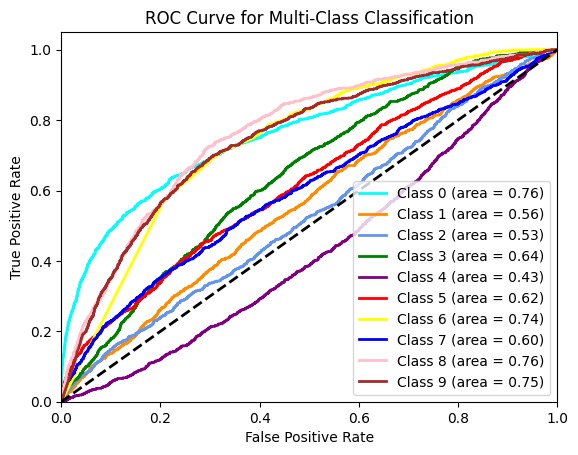 ROC Curve for Multi-Class Classification
1.0
0.8
0.6
0.4
0.2
0.0
True Positive Rate
Class 0 (area = 0.76)
Class 1 (area = 0.56)
Class 2 (area = 0.53)
Class 3 (area = 0.64)
Class 4 (area = 0.43)
Class 5 (area = 0.62)
Class 6 (area = 0.74)
Class 7 (area = 0.60)
Class 8 (area = 0.76)
Class 9 (area = 0.75)
0.0 0.2 0.4 0.6 0.8 1.0
False Positive Rate